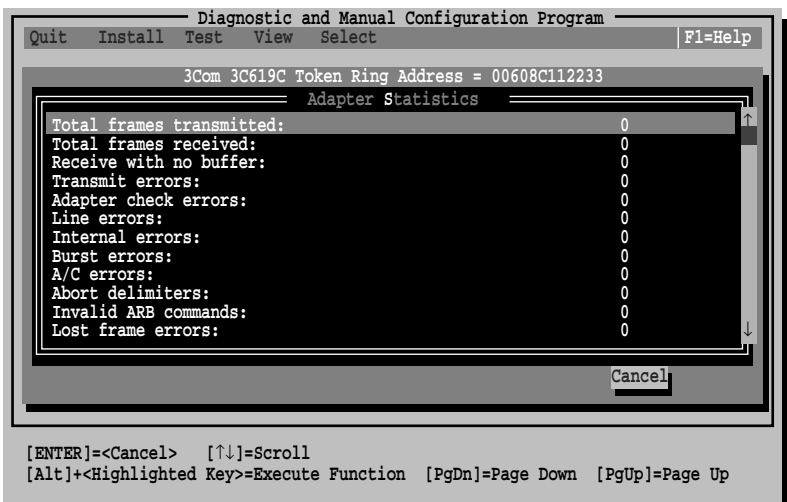 Diagnostic and Manual Configuration Program
Quit Install Test View Select F1=Help
3Com 3C619C Token Ring Address = 00608C112233
Adapter Statistics
Total frames transmitted: 0
Total frames received: 0
Receive with no buffer: 0
Transmit errors: 0
Adapter check errors: 0
Line errors: 0
Internal errors: 0
Burst errors: 0
A/C errors: 0
Abort delimiters: 0
Invalid ARB commands: 0
Lost frame errors: 0
Cancel
[ENTER]=<Cancel> [↑↓]=Scroll
[Alt]+<Highlighted Key>=Execute Function [PgDn]=Page Down [PgUp]=Page Up